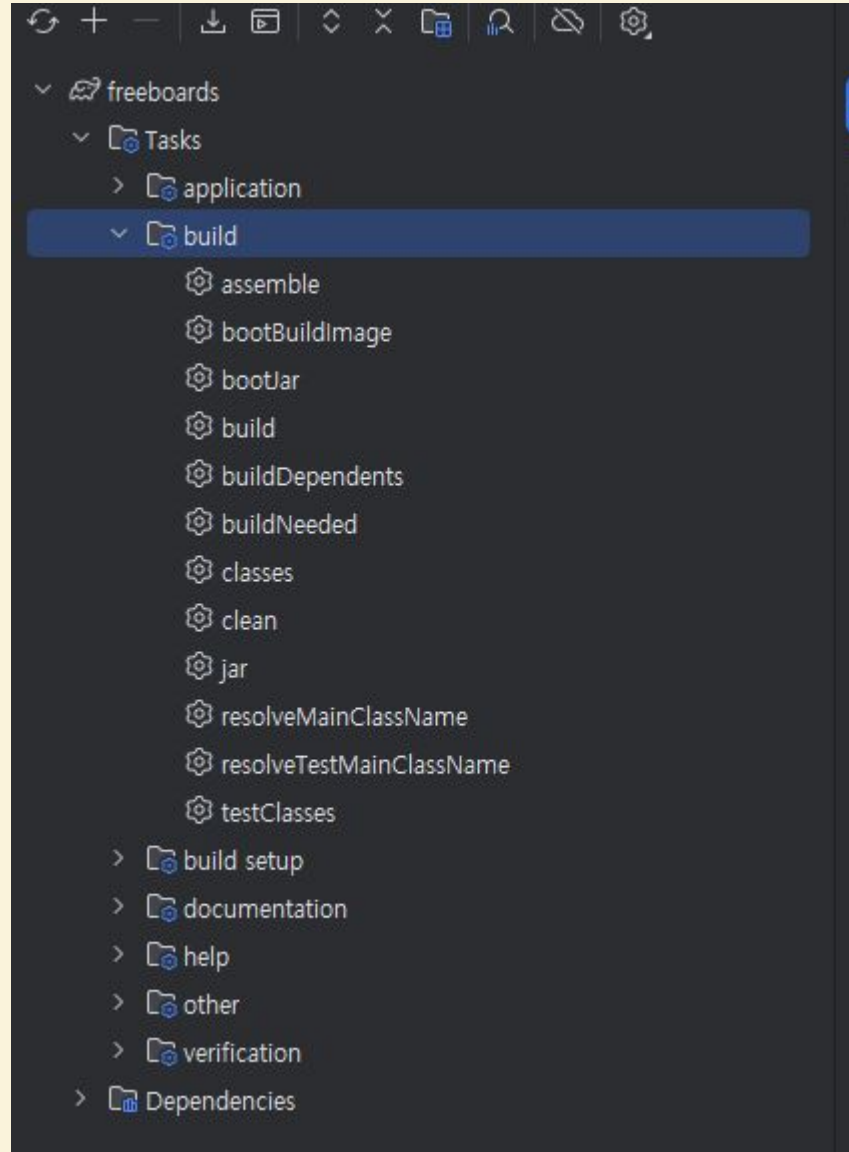 freeboards
Tasks
application
build
assemble
bootBuildImage
bootJar
build
buildDependents
buildNeeded
classes
clean
jar
resolveMainClassName
resolveTestMainClassName
testClasses
build setup
documentation
help
other
verification
Dependencies